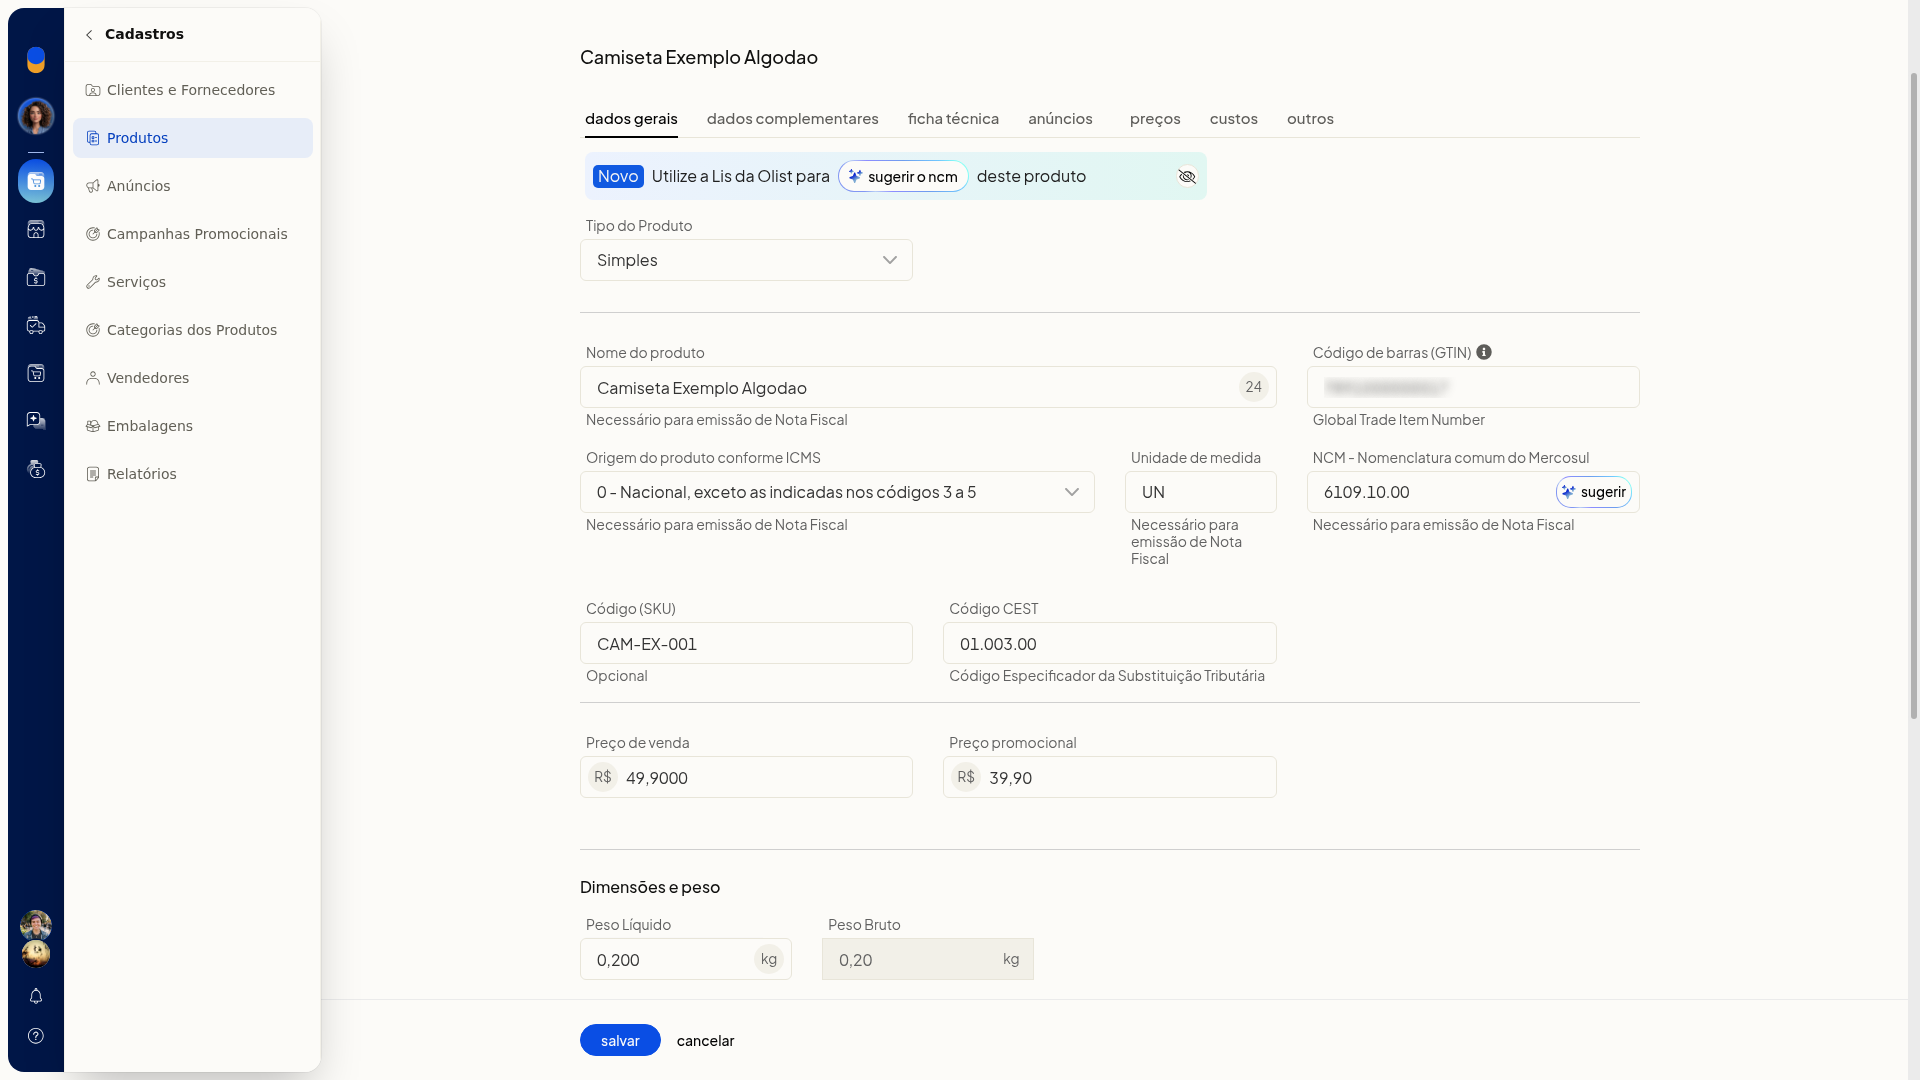 Cadastros
Clientes e Fornecedores
Produtos
Anúncios
Campanhas Promocionais
Serviços
Categorias dos Produtos
Vendedores
Embalagens
Relatórios
Camiseta Exemplo Algodao
dados gerais dados complementares ficha técnica anúncios preços custos outros
Novo Utilize a Lis da Olist para sugerir o ncm deste produto
Tipo do Produto
Simples
Nome do produto Código de barras (GTIN)
Camiseta Exemplo Algodao 24
Necessário para emissão de Nota Fiscal Global Trade Item Number
Origem do produto conforme ICMS Unidade de medida NCM - Nomenclatura comum do Mercosul
0 - Nacional, exceto as indicadas nos códigos 3 a 5 UN 6109.10.00 sugerir
Necessário para emissão de Nota Fiscal Necessário para Necessário para emissão de Nota Fiscal
emissão de Nota
Fiscal
Código (SKU) Código CEST
CAM-EX-001 01.003.00
Opcional Código Especificador da Substituição Tributária
Preço de venda Preço promocional
R$ 49,9000 R$ 39,90
Dimensões e peso
Peso Líquido Peso Bruto
0,200 kg 0,20 kg
salvar cancelar